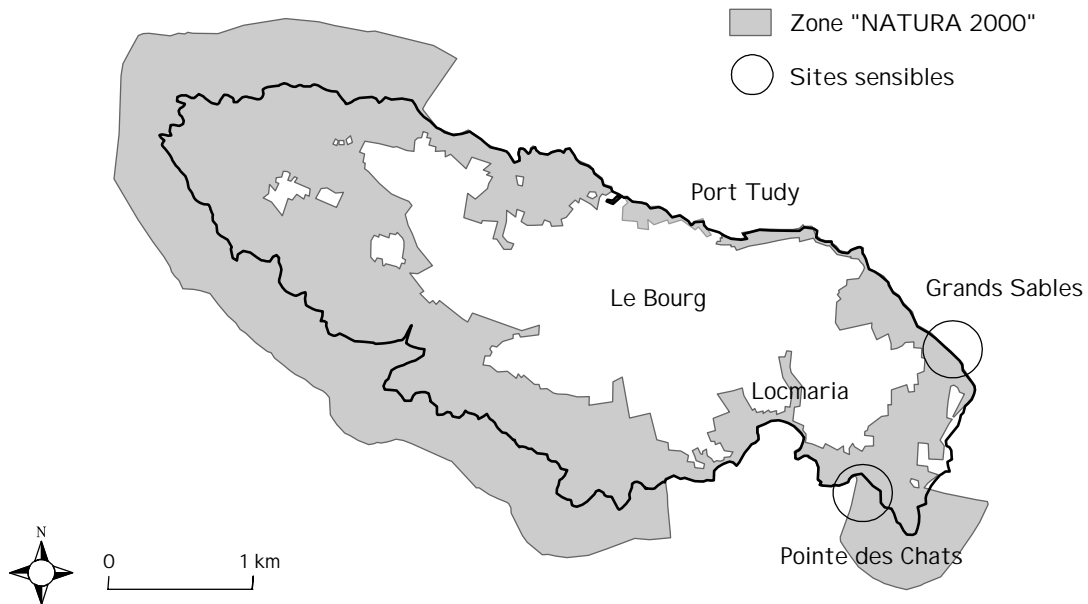 Zone "NATURA 2000"
Sites sensibles
Port Tudy
Grands Sables
Le Bourg
Locmaria
Pointe des Chats
N
0 1 km